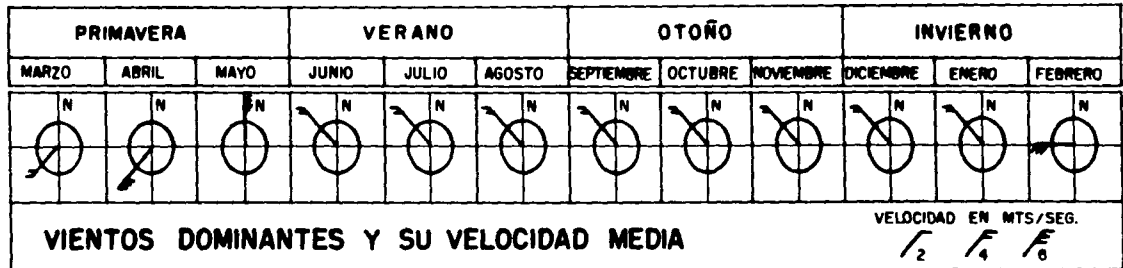 PRIMAVERA VERANO OTOÑO INVIERNO
MARZO ABRIL MAYO JUNIO JULIO AGOSTO SEPTIEMBRE OCTUBRE NOVIEMBRE DICIEMBRE ENERO FEBRERO
N N N N N N N N N N N N
VELOCIDAD EN MTS/SEG.
VIENTOS DOMINANTES Y SU VELOCIDAD MEDIA
2 4 6